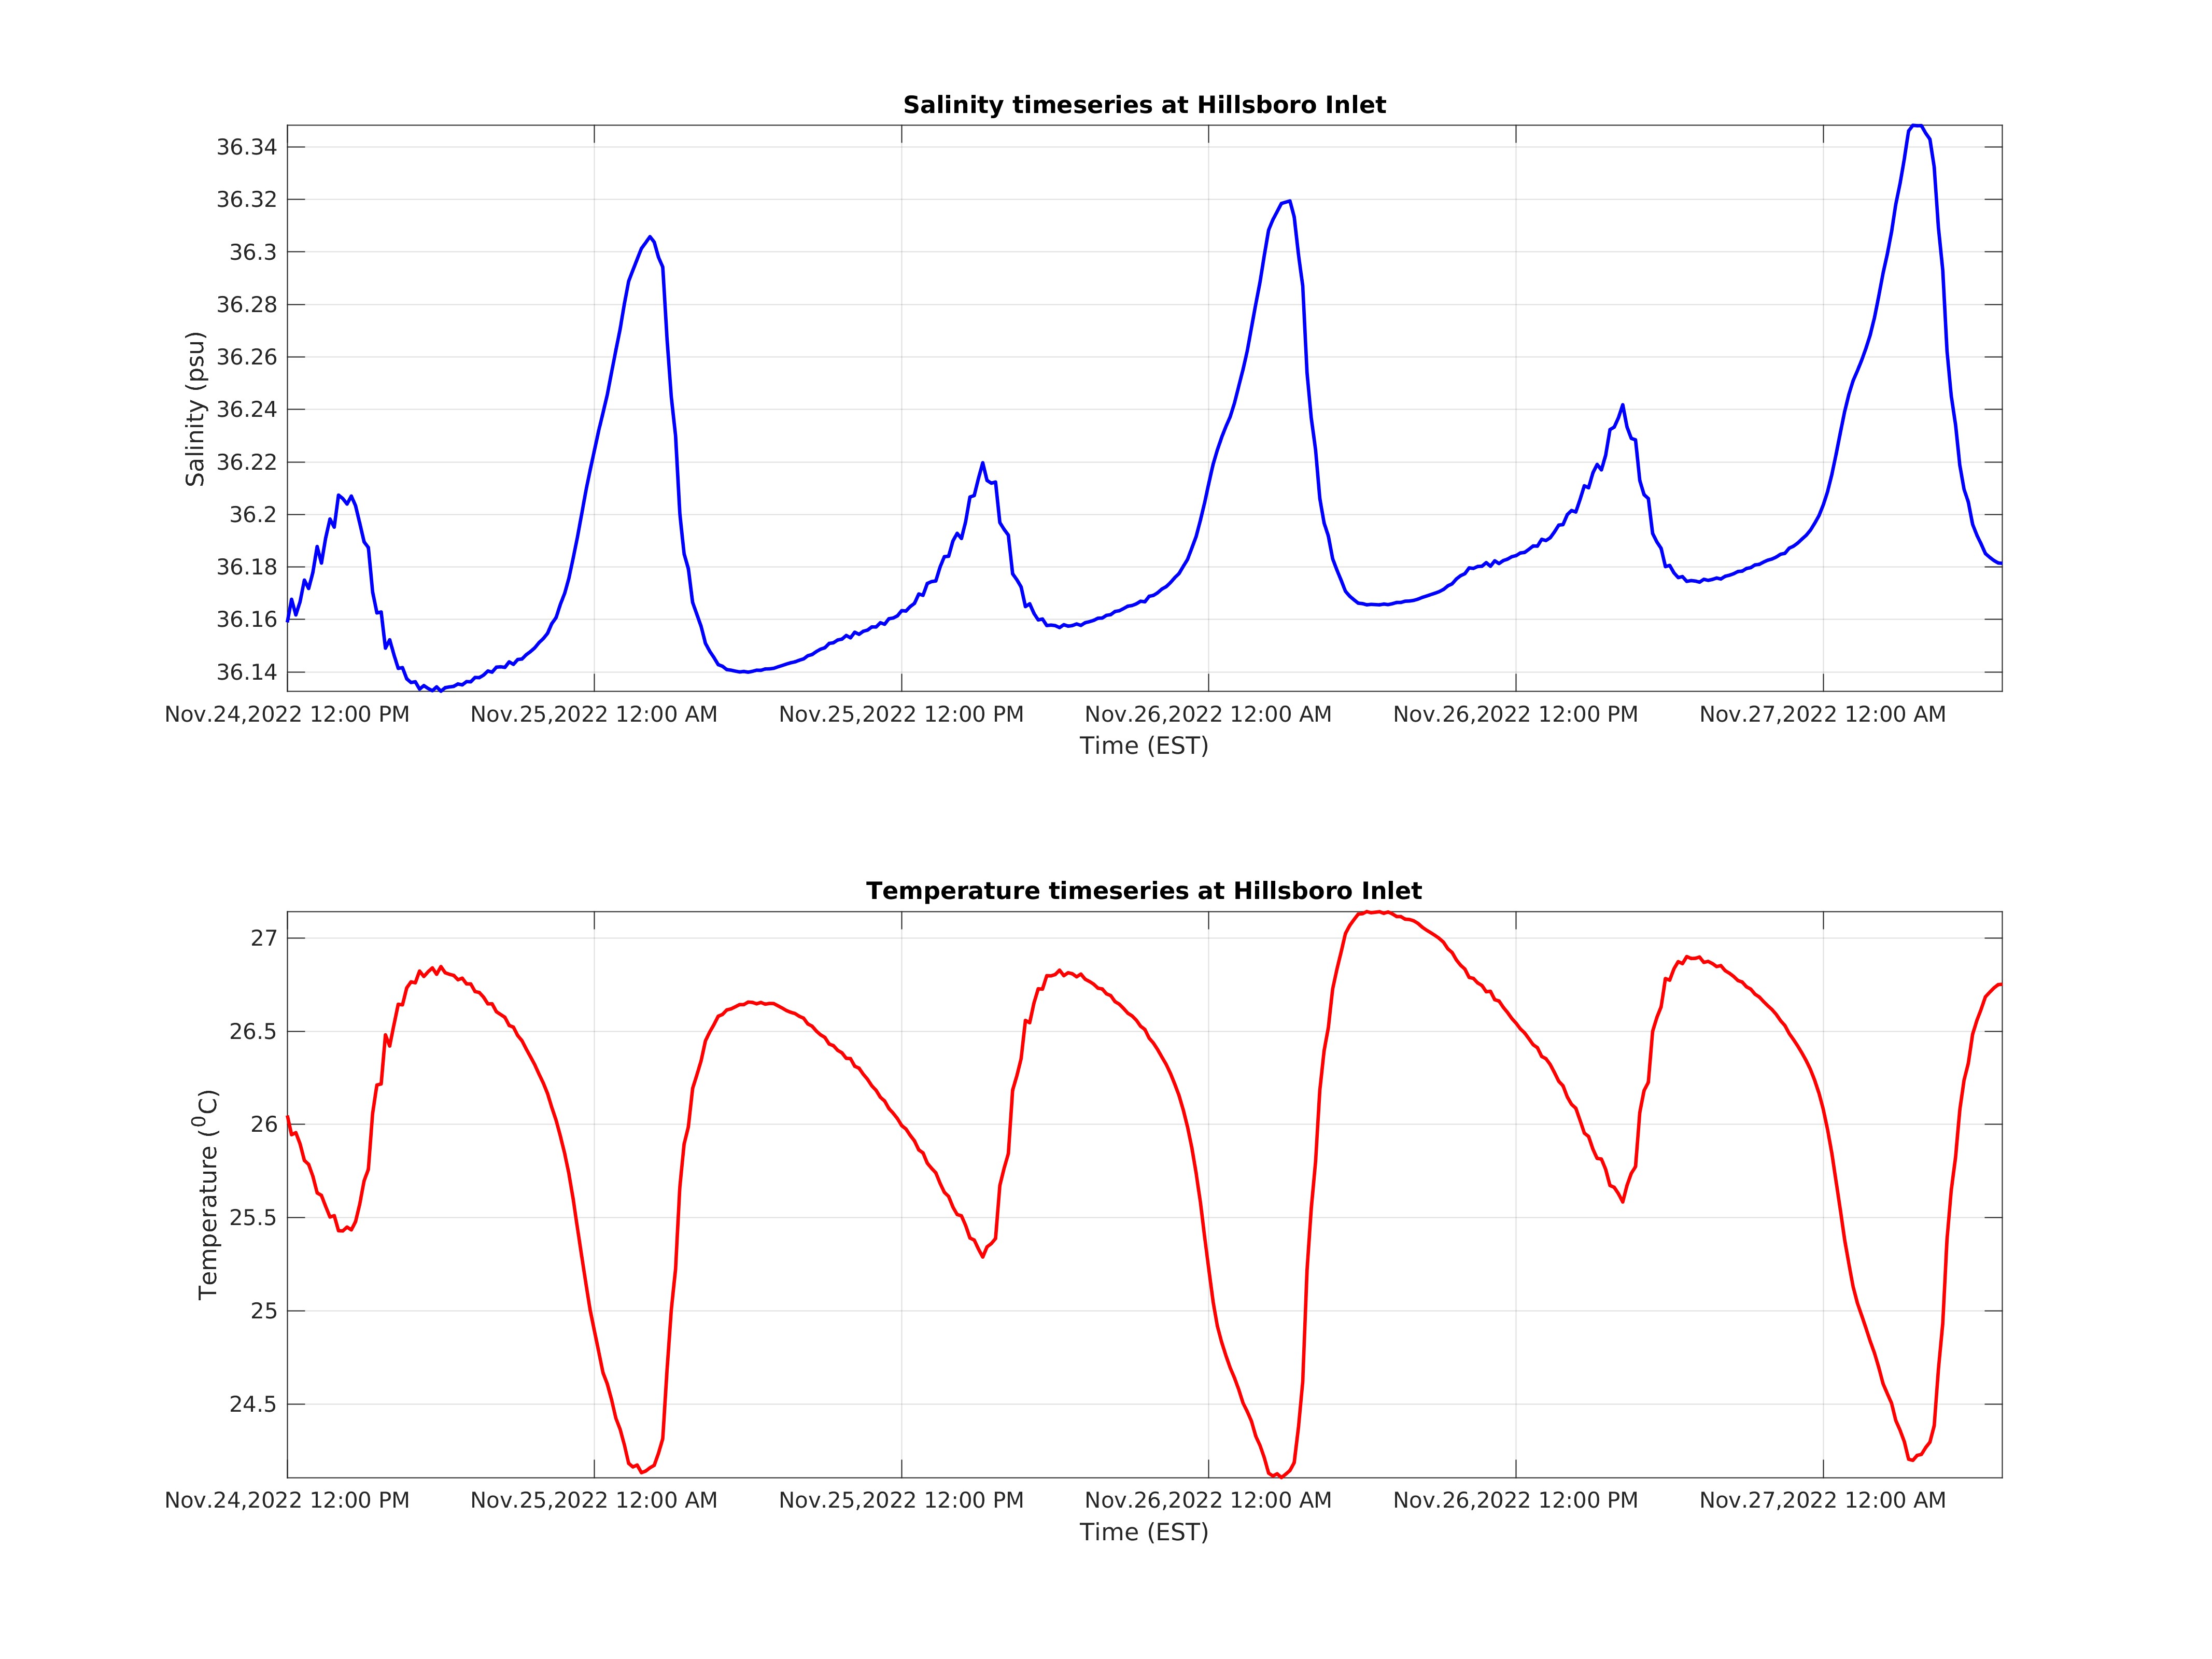 Salinity timeseries at Hillsboro Inlet
36.34
36.32
36.3
36.28
36.26
36.24
36.22
36.2
36.18
36.16
36.14
Salinity (psu)
Nov.24,2022 12:00 PM Nov.25,2022 12:00 AM Nov.25,2022 12:00 PM Nov.26,2022 12:00 AM Nov.26,2022 12:00 PM Nov.27,2022 12:00 AM
Time (EST)
Temperature timeseries at Hillsboro Inlet
27
26.5
26
25.5
25
24.5
Temperature (⁰C)
Nov.24,2022 12:00 PM Nov.25,2022 12:00 AM Nov.25,2022 12:00 PM Nov.26,2022 12:00 AM Nov.26,2022 12:00 PM Nov.27,2022 12:00 AM
Time (EST)